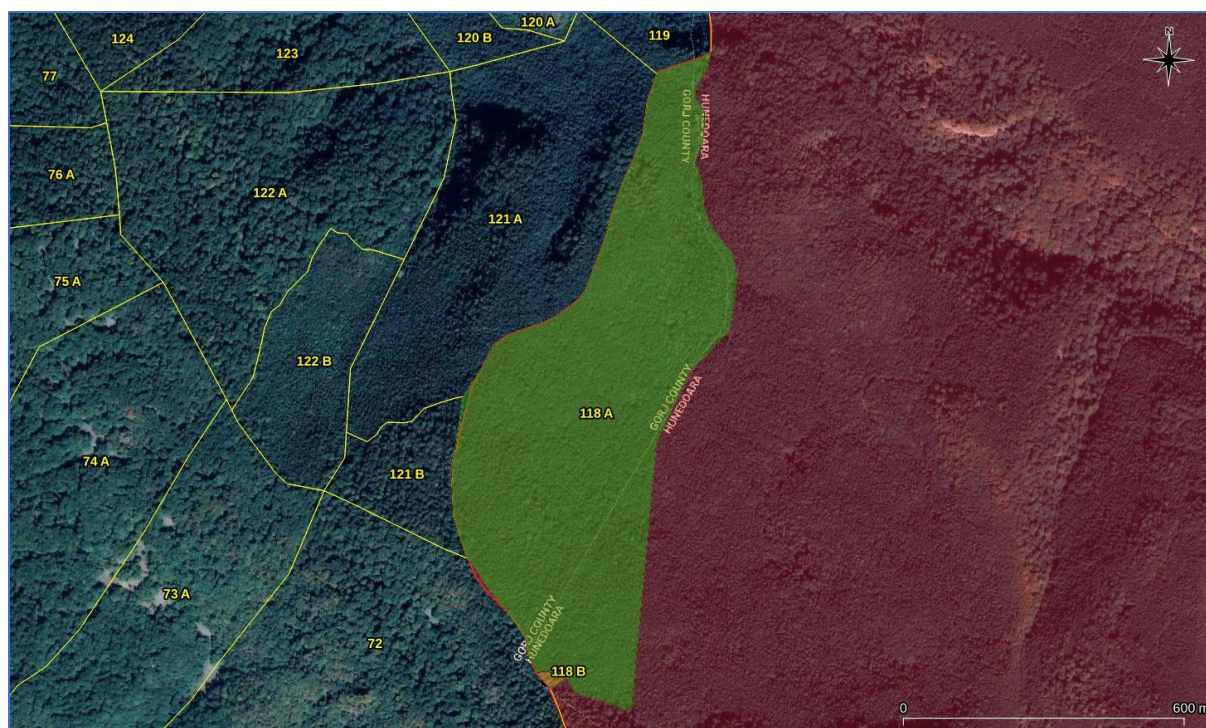 120 A
124
123
120 B
119
N
77
GORJ COUNTY
HUNEDOARA
76 A
122 A
121 A
75 A
122 B
GORJ COUNTY
HUNEDOARA
118 A
74 A
121 B
73 A
72
GORJ COUNTY
HUNEDOARA
118 B
0
600 m